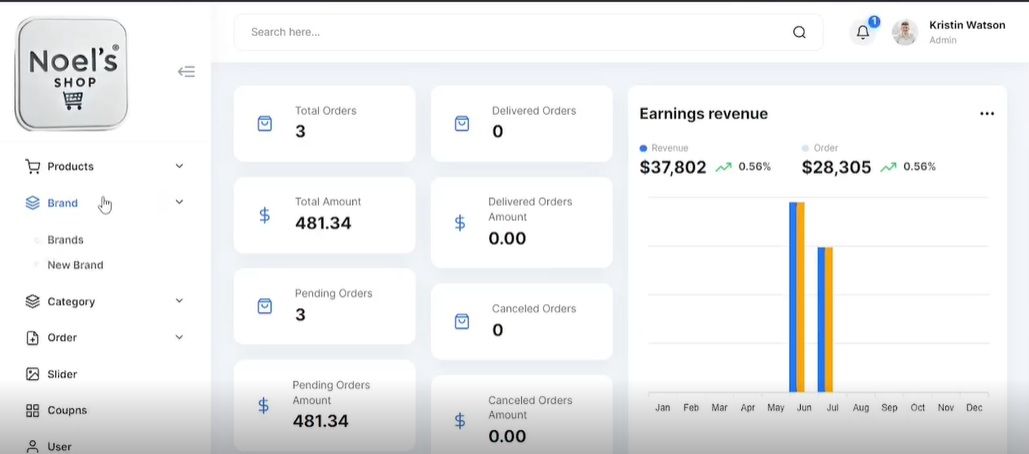 Noel's®
SHOP
Search here...
1
Kristin Watson
Admin
Products
Brand
Brands
New Brand
Category
Order
Slider
Coupns
User
Total Orders
3
Delivered Orders
0
Total Amount
481.34
Delivered Orders
Amount
0.00
Pending Orders
3
Canceled Orders
0
Pending Orders
Amount
481.34
Canceled Orders
Amount
0.00
Earnings revenue
Revenue
$37,802 0.56%
Order
$28,305 0.56%
Jan Feb Mar Apr May Jun Jul Aug Sep Oct Nov Dec